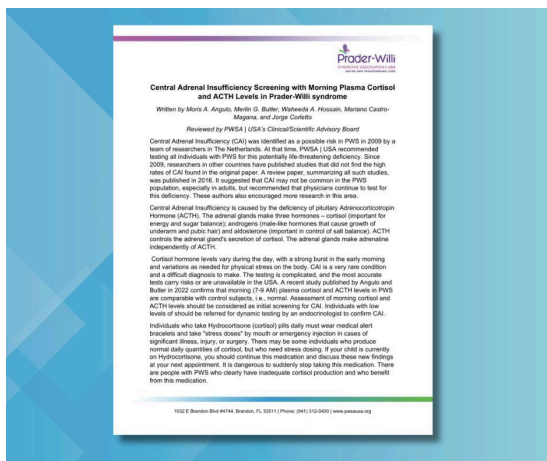 Prader-Willi
SYNDROME ASSOCIATION | USA
SAVING AND TRANSFORMING LIVES
Central Adrenal Insufficiency Screening with Morning Plasma Cortisol
and ACTH Levels in Prader-Willi syndrome
Written by Moris A. Angulo, Merlin G. Butler, Waheeda A. Hossain, Mariano Castro-
Magana, and Jorge Corletto
Reviewed by PWSA | USA's Clinical/Scientific Advisory Board
Central Adrenal Insufficiency (CAI) was identified as a possible risk in PWS in 2009 by a
team of researchers in The Netherlands. At that time, PWSA | USA recommended
testing all individuals with PWS for this potentially life-threatening deficiency. Since
2009, researchers in other countries have published studies that did not find the high
rates of CAI found in the original paper. A review paper, summarizing all such studies,
was published in 2016. It suggested that CAI may not be common in the PWS
population, especially in adults, but recommended that physicians continue to test for
this deficiency. These authors also encouraged more research in this area.
Central Adrenal Insufficiency is caused by the deficiency of pituitary Adrenocorticotropin
Hormone (ACTH). The adrenal glands make three hormones – cortisol (important for
energy and sugar balance); androgens (male-like hormones that cause growth of
underarm and pubic hair) and aldosterone (important in control of salt balance). ACTH
controls the adrenal gland's secretion of cortisol. The adrenal glands make adrenaline
independently of ACTH.
Cortisol hormone levels vary during the day, with a strong burst in the early morning
and variations as needed for physical stress on the body. CAI is a very rare condition
and a difficult diagnosis to make. The testing is complicated, and the most accurate
tests carry risks or are unavailable in the USA. A recent study published by Angulo and
Butler in 2022 confirms that morning (7-9 AM) plasma cortisol and ACTH levels in PWS
are comparable with control subjects, i.e., normal. Assessment of morning cortisol and
ACTH levels should be considered as initial screening for CAI. Individuals with low
levels of should be referred for dynamic testing by an endocrinologist to confirm CAI.
Individuals who take Hydrocortisone (cortisol) pills daily must wear medical alert
bracelets and take "stress doses" by mouth or emergency injection in cases of
significant illness, injury, or surgery. There may be some individuals who produce
normal daily quantities of cortisol, but who need stress dosing. If your child is currently
on Hydrocortisone, you should continue this medication and discuss these new findings
at your next appointment. It is dangerous to suddenly stop taking this medication. There
are people with PWS who clearly have inadequate cortisol production and who benefit
from this medication.
1032 E Brandon Blvd #4744, Brandon, FL 33511 | Phone: (941) 312-0400 | www.pwsausa.org